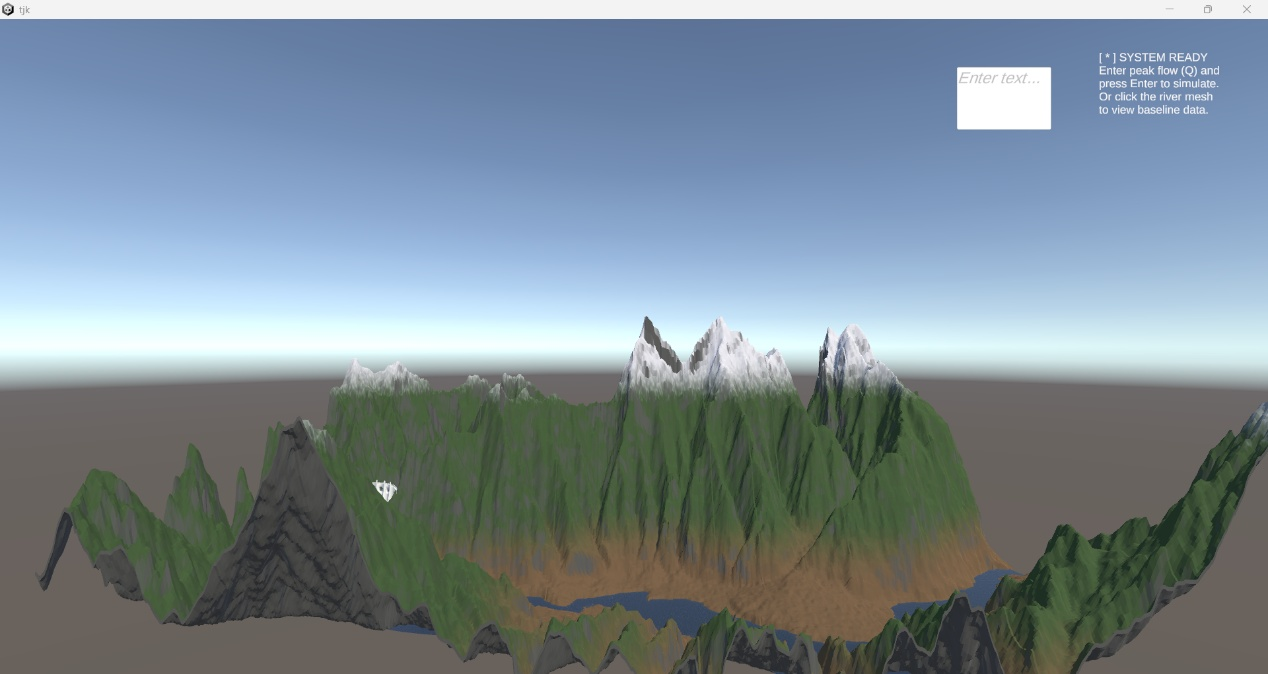 tjk
Enter text...
[ * ] SYSTEM READY
Enter peak flow (Q) and
press Enter to simulate.
Or click the river mesh
to view baseline data.